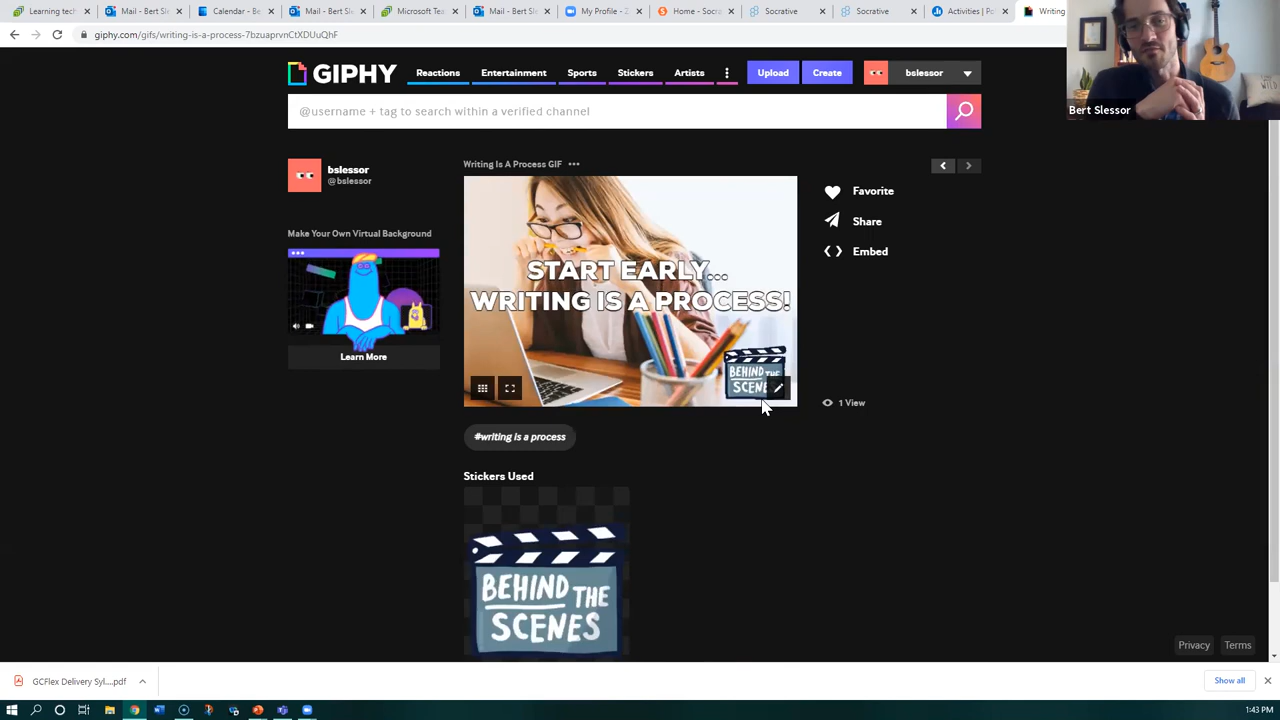 Learning tech
Mail - Bert Sle
Calendar - Be
Mail - Bert Sl
Microsoft Tea
Mail - Bert Sl
My Profile - Z
Home - Socra
Socrative
Socrative
Activities | Po
Writing
giphy.com/gifs/writing-is-a-process-7bzuaprvnCtXDUuQhF
GIPHY
Reactions
Entertainment
Sports
Stickers
Artists
Upload
Create
bslessor
Bert Slessor
@username + tag to search within a verified channel
bslessor
@bslessor
Writing Is A Process GIF
Favorite
Share
Embed
Make Your Own Virtual Background
Learn More
START EARLY...
WRITING IS A PROCESS!
BEHIND THE
SCENES
1 View
#writing is a process
Stickers Used
BEHIND THE
SCENES
Privacy
Terms
GCFlex Delivery Syl....pdf
Show all
1:43 PM